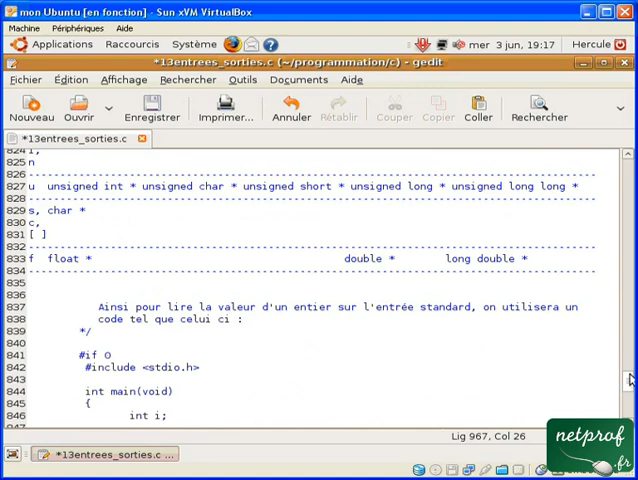 mon Ubuntu [en fonction] - Sun xVM VirtualBox
Machine Périphériques Aide
Applications Raccourcis Système mer 3 jun, 19:17 Hercule
*13entrees_sorties.c (~/programmation/c) - gedit
Fichier Édition Affichage Rechercher Outils Documents Aide
Nouveau Ouvrir Enregistrer Imprimer... Annuler Rétablir Couper Copier Coller Rechercher
*13entrees_sorties.c
824 i,
825 n
826 ----------------------------------------------------------------------
827 u unsigned int * unsigned char * unsigned short * unsigned long * unsigned long long *
828 ----------------------------------------------------------------------
829 s, char *
830 c,
831 [ ]
832 ----------------------------------------------------------------------
833 f float * double * long double *
834 ----------------------------------------------------------------------
835
836
837 Ainsi pour lire la valeur d'un entier sur l'entrée standard, on utilisera un
838 code tel que celui ci :
839 */
840
841 #if 0
842 #include <stdio.h>
843
844 int main(void)
845 {
846 int i;
Lig 967, Col 26
*13entrees_sorties.c ...
netprof
.fr